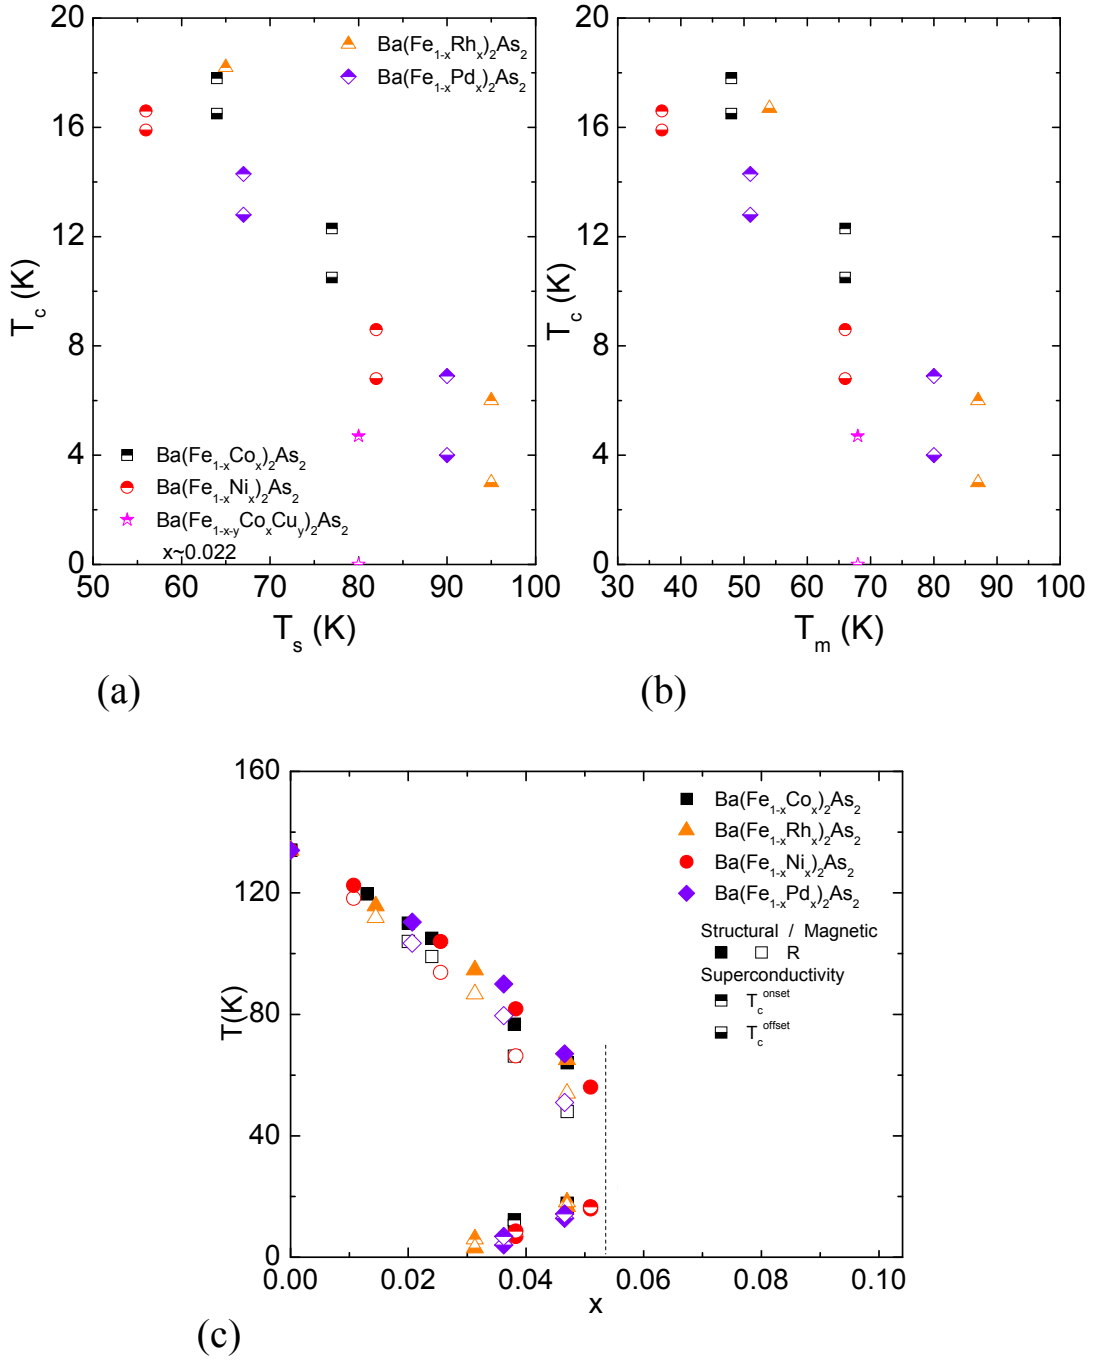 20
16
12
8
4
0
T_c (K)
Ba(Fe_{1-x}Rh_x)_2As_2
Ba(Fe_{1-x}Pd_x)_2As_2
Ba(Fe_{1-x}Co_x)_2As_2
Ba(Fe_{1-x}Ni_x)_2As_2
Ba(Fe_{1-x-y}Co_xCu_y)_2As_2
x~0.022
50 60 70 80 90 100
T_s (K)
(a)
20
16
12
8
4
0
T_c (K)
30 40 50 60 70 80 90 100
T_m (K)
(b)
160
120
80
40
0
T(K)
Ba(Fe_{1-x}Co_x)_2As_2
Ba(Fe_{1-x}Rh_x)_2As_2
Ba(Fe_{1-x}Ni_x)_2As_2
Ba(Fe_{1-x}Pd_x)_2As_2
Structural / Magnetic
R
Superconductivity
T_c^{onset}
T_c^{offset}
0.00 0.02 0.04 0.06 0.08 0.10
x
(c)